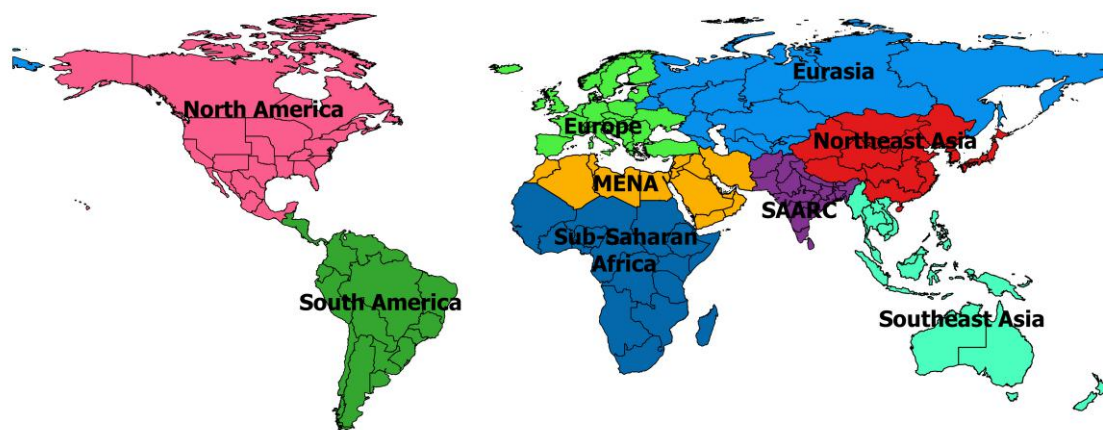 Eurasia
North America
Europe
Northeast Asia
MENA
SAARC
Sub-Saharan
Africa
South America
Southeast Asia